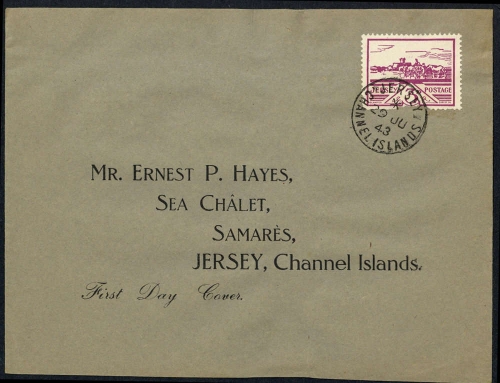 JERSEY POSTAGE
JERSEY
29 JU
43
CHANNEL ISLANDS
MR. ERNEST P. HAYES,
SEA CHÂLET,
SAMARÈS,
JERSEY, Channel Islands.
First Day Cover.